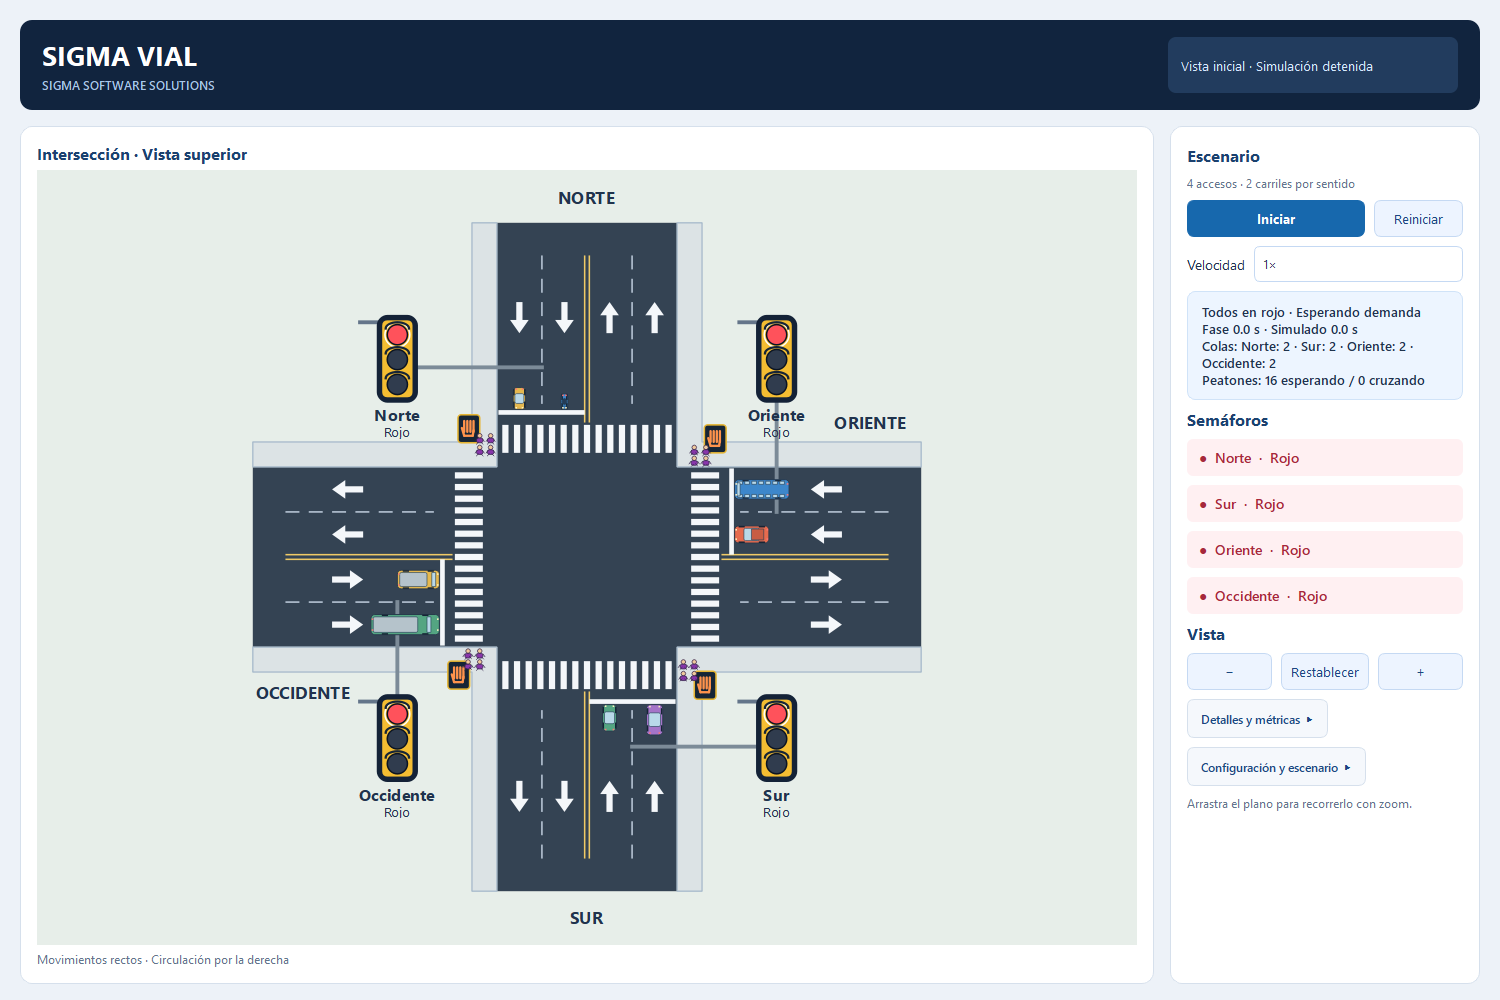 SIGMA VIAL
SIGMA SOFTWARE SOLUTIONS
Vista inicial · Simulación detenida
Intersección · Vista superior
NORTE
Norte
Rojo
Oriente
Rojo
ORIENTE
OCCIDENTE
Occidente
Rojo
Sur
Rojo
SUR
Movimientos rectos · Circulación por la derecha
Escenario
4 accesos · 2 carriles por sentido
Iniciar
Reiniciar
Velocidad
1×
Todos en rojo · Esperando demanda
Fase 0.0 s · Simulado 0.0 s
Colas: Norte: 2 · Sur: 2 · Oriente: 2 ·
Occidente: 2
Peatones: 16 esperando / 0 cruzando
Semáforos
● Norte · Rojo
● Sur · Rojo
● Oriente · Rojo
● Occidente · Rojo
Vista
−
Restablecer
+
Detalles y métricas ▸
Configuración y escenario ▸
Arrastra el plano para recorrerlo con zoom.